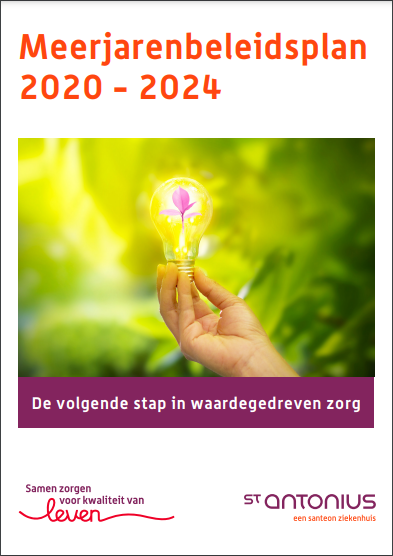 Meerjarenbeleidsplan
2020 - 2024
De volgende stap in waardegedreven zorg
Samen zorgen
voor kwaliteit van
leven
ST ANTONIUS
een santeon ziekenhuis